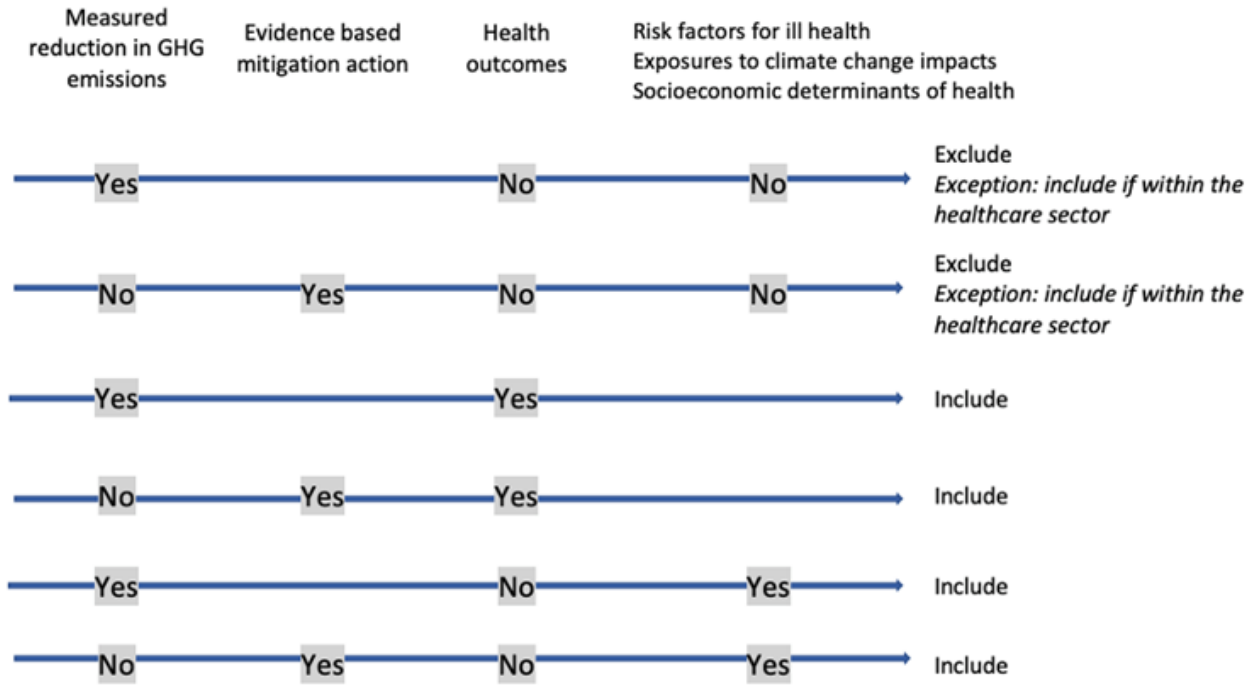 Measured
reduction in GHG
emissions
Evidence based
mitigation action
Health
outcomes
Risk factors for ill health
Exposures to climate change impacts
Socioeconomic determinants of health
Yes
No
No
Exclude
Exception: include if within the
healthcare sector
No
Yes
No
No
Exclude
Exception: include if within the
healthcare sector
Yes
Yes
Include
No
Yes
Yes
Include
Yes
No
Yes
Include
No
Yes
No
Yes
Include